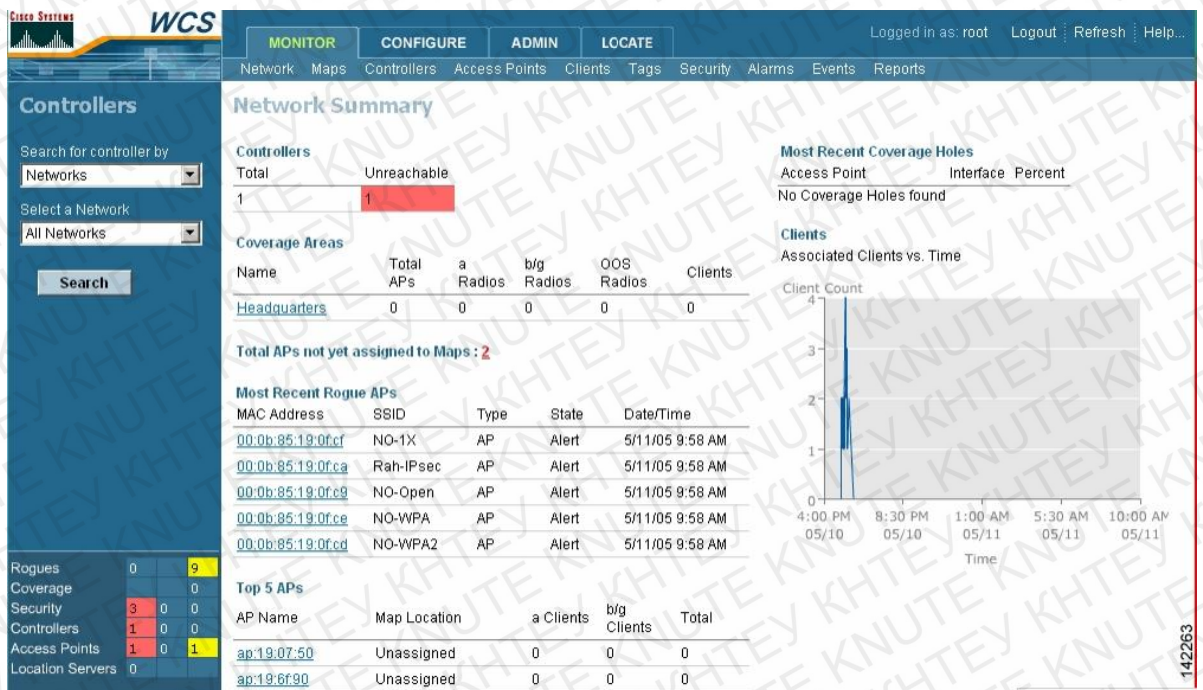 CISCO SYSTEMS
WCS
MONITOR CONFIGURE ADMIN LOCATE
Logged in as: root Logout Refresh Help...
Network Maps Controllers Access Points Clients Tags Security Alarms Events Reports
Controllers
Search for controller by
Networks
Select a Network
All Networks
Search
Network Summary
Controllers
Total Unreachable
1 1
Coverage Areas
Name Total APs a Radios b/g Radios OOS Radios Clients
Headquarters 0 0 0 0 0
Total APs not yet assigned to Maps : 2
Most Recent Rogue APs
MAC Address SSID Type State Date/Time
00:0b:85:19:0f:cf NO-1X AP Alert 5/11/05 9:58 AM
00:0b:85:19:0f:ca Rah-IPsec AP Alert 5/11/05 9:58 AM
00:0b:85:19:0f:c9 NO-Open AP Alert 5/11/05 9:58 AM
00:0b:85:19:0f:ce NO-WPA AP Alert 5/11/05 9:58 AM
00:0b:85:19:0f:cd NO-WPA2 AP Alert 5/11/05 9:58 AM
Top 5 APs
AP Name Map Location a Clients b/g Clients Total
ap:19:07:50 Unassigned 0 0 0
ap:19:6f:90 Unassigned 0 0 0
Most Recent Coverage Holes
Access Point Interface Percent
No Coverage Holes found
Clients
Associated Clients vs. Time
Client Count
4
3
2
1
0
4:00 PM 8:30 PM 1:00 AM 5:30 AM 10:00 AM
05/10 05/10 05/11 05/11 05/11
Time
Rogues 0 9
Coverage 0
Security 3 0 0
Controllers 1 0 0
Access Points 1 0 1
Location Servers 0
142263
KHTEY KNUTE KHTEY KNUTE